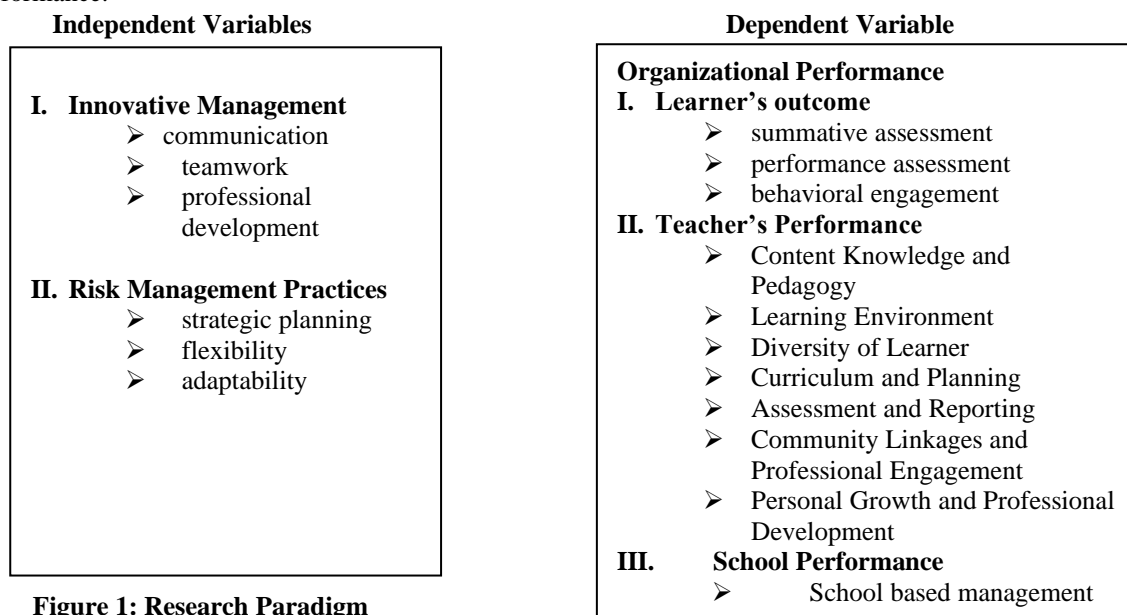 Independent Variables
I. Innovative Management
➢ communication
➢ teamwork
➢ professional
development
II. Risk Management Practices
➢ strategic planning
➢ flexibility
➢ adaptability
Figure 1: Research Paradigm
Dependent Variable
Organizational Performance
I. Learner's outcome
➢ summative assessment
➢ performance assessment
➢ behavioral engagement
II. Teacher's Performance
➢ Content Knowledge and
Pedagogy
➢ Learning Environment
➢ Diversity of Learner
➢ Curriculum and Planning
➢ Assessment and Reporting
➢ Community Linkages and
Professional Engagement
➢ Personal Growth and Professional
Development
III. School Performance
➢ School based management